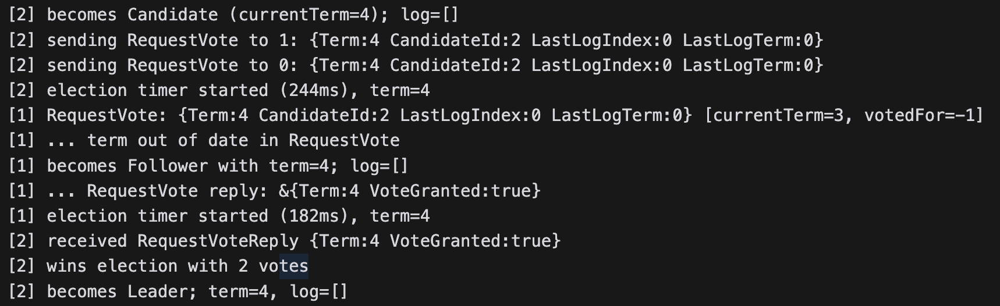 [2] becomes Candidate (currentTerm=4); log=[]
[2] sending RequestVote to 1: {Term:4 CandidateId:2 LastLogIndex:0 LastLogTerm:0}
[2] sending RequestVote to 0: {Term:4 CandidateId:2 LastLogIndex:0 LastLogTerm:0}
[2] election timer started (244ms), term=4
[1] RequestVote: {Term:4 CandidateId:2 LastLogIndex:0 LastLogTerm:0} [currentTerm=3, votedFor=-1]
[1] ... term out of date in RequestVote
[1] becomes Follower with term=4; log=[]
[1] ... RequestVote reply: &{Term:4 VoteGranted:true}
[1] election timer started (182ms), term=4
[2] received RequestVoteReply {Term:4 VoteGranted:true}
[2] wins election with 2 votes
[2] becomes Leader; term=4, log=[]